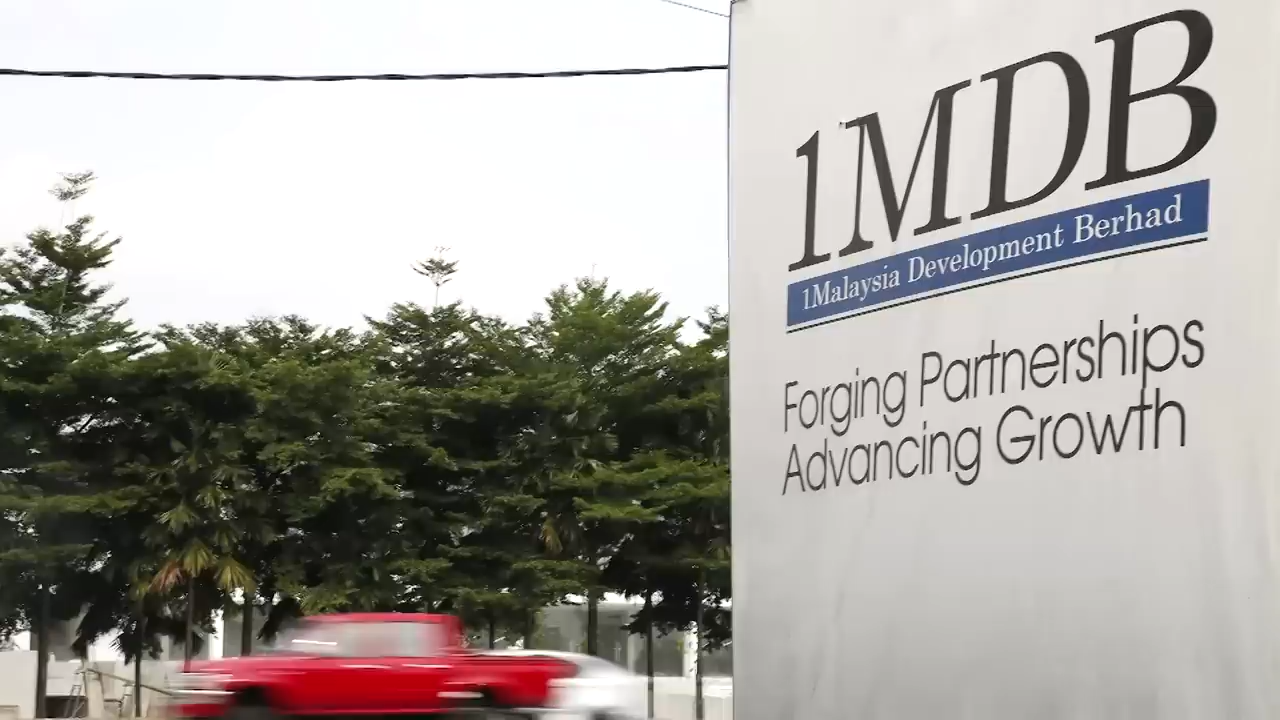 1MDB
1Malaysia Development Berhad
Forging Partnerships
Advancing Growth